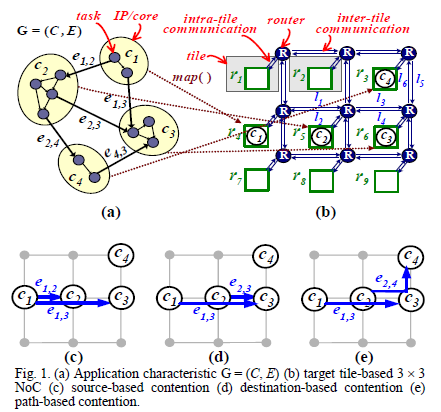 task IP/core
intra-tile communication
router
inter-tile communication
G = (C, E)
tile
map( )
c2
e1,2
c1
e1,3
e2,3
c3
e2,4
e4,3
c4
R R R
r1 r2 r3 c4 l6 l5
l1 l3
R R l4 R
l2
r4 c1 r5 c2 r6 c3
R R R
r7 r8 r9
(a) (b)
c4 c4 c4
e1,2 e2,3 e2,4
c1 c2 c3 c1 c2 c3 c1 c2 c3
e1,3 e1,3 e1,3
(c) (d) (e)
Fig. 1. (a) Application characteristic G = (C, E) (b) target tile-based 3 × 3
NoC (c) source-based contention (d) destination-based contention (e)
path-based contention.